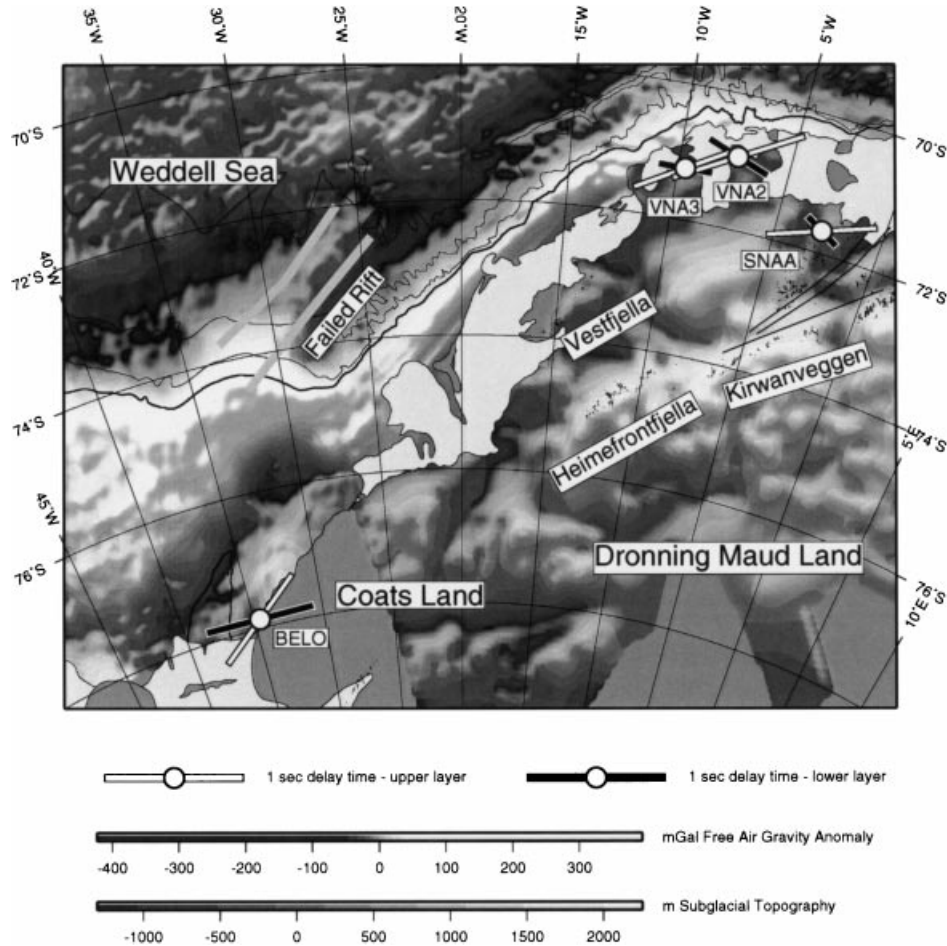 35°W
30°W
25°W
20°W
15°W
10°W
5°W
70°S
70°S
Weddell Sea
VNA3
VNA2
SNAA
72°S
40°W
72°S
Failed Rift
Vestfjella
Kirwanveggen
74°S
5°E
74°S
Heimefrontfjella
45°W
76°S
Dronning Maud Land
Coats Land
76°S
10°E
BELO
1 sec delay time - upper layer
1 sec delay time - lower layer
mGal Free Air Gravity Anomaly
-400 -300 -200 -100 0 100 200 300
m Subglacial Topography
-1000 -500 0 500 1000 1500 2000